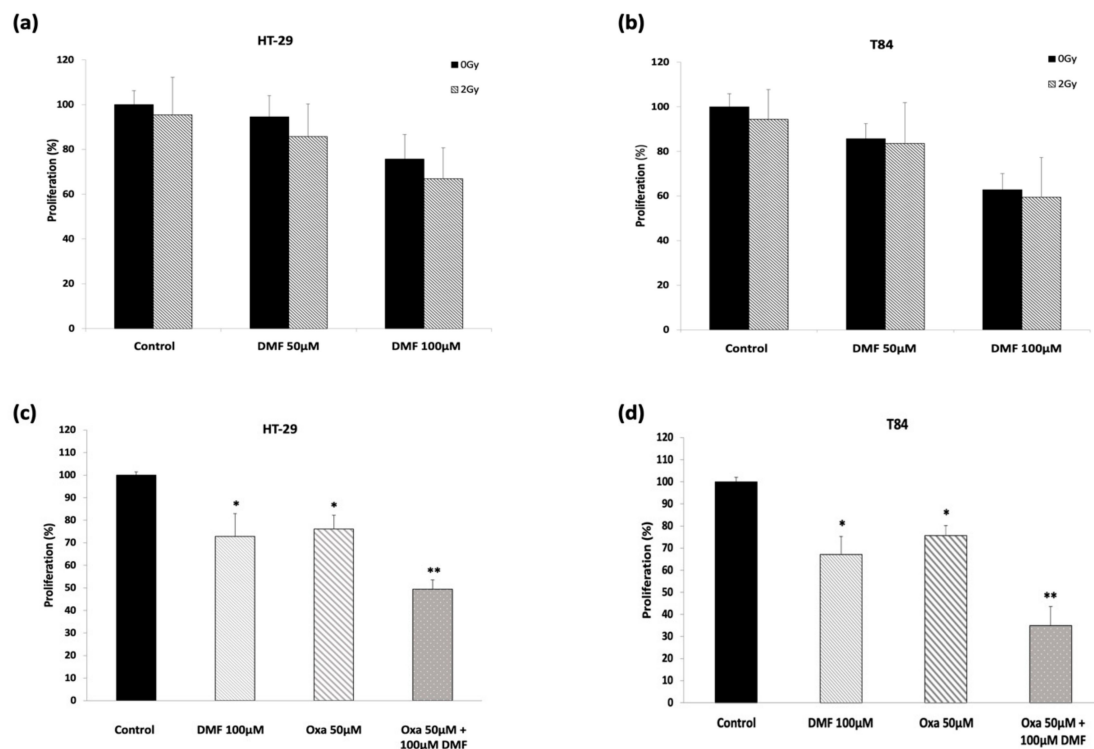 (a)
HT-29
120
100
80
60
40
20
0
Proliferation (%)
0Gy
2Gy
Control
DMF 50µM
DMF 100µM
(b)
T84
120
100
80
60
40
20
0
Proliferation (%)
0Gy
2Gy
Control
DMF 50µM
DMF 100µM
(c)
HT-29
120
110
100
90
80
70
60
50
40
30
20
10
0
Proliferation (%)
*
*
**
Control
DMF 100µM
Oxa 50µM
Oxa 50µM +
100µM DMF
(d)
T84
120
110
100
90
80
70
60
50
40
30
20
10
0
Proliferation (%)
*
*
**
Control
DMF 100µM
Oxa 50µM
Oxa 50µM +
100µM DMF